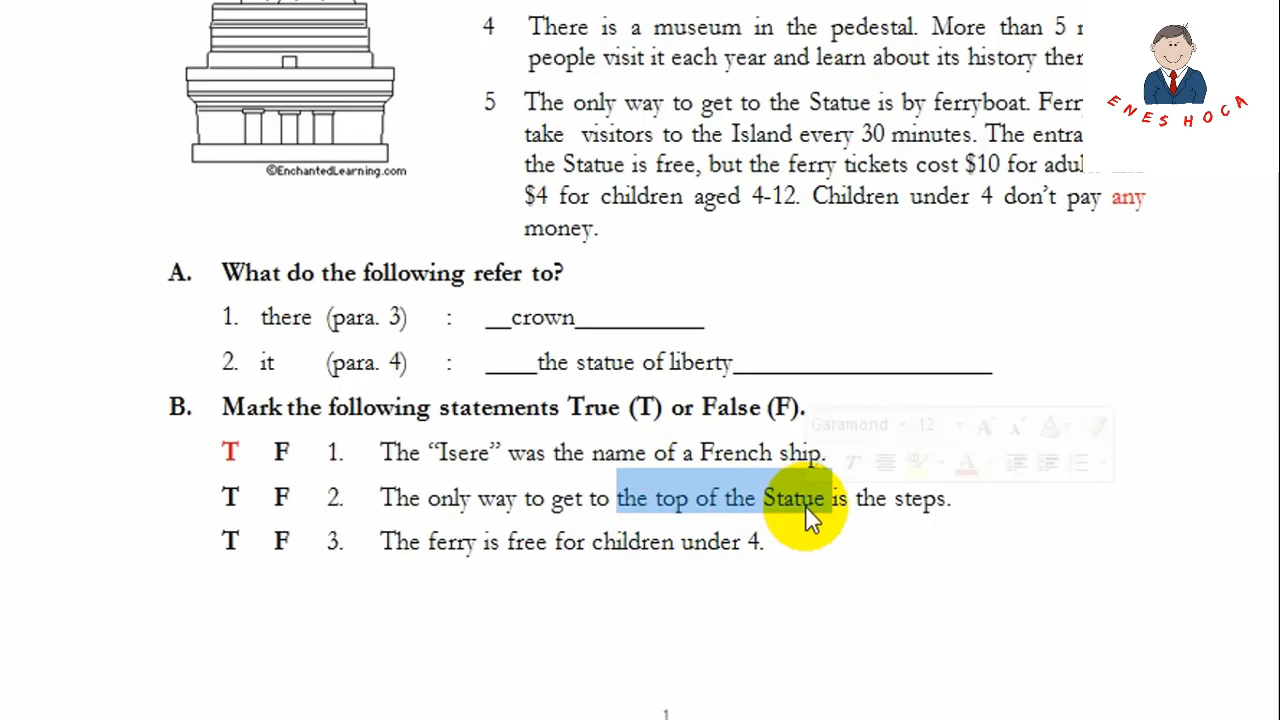 4 There is a museum in the pedestal. More than 5
people visit it each year and learn about its history
ENES HOCA
5 The only way to get to the Statue is by ferryboat.
take visitors to the Island every 30 minutes. The
the Statue is free, but the ferry tickets cost $10 for
$4 for children aged 4-12. Children under 4 don't pay any
money.
©EnchantedLearning.com
A. What do the following refer to?
1. there (para. 3) : __crown__________
2. it (para. 4) : ____the statue of liberty____________________
B. Mark the following statements True (T) or False (F).
Garamond 12
T F 1. The "Isere" was the name of a French ship.
T F 2. The only way to get to the top of the Statue is the steps.
T F 3. The ferry is free for children under 4.
1